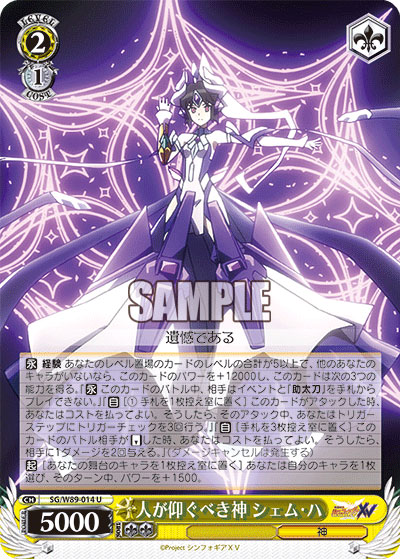 LEVEL
2
1
COST
SAMPLE
遺憾である
永 経験 あなたのレベル置場のカードのレベルの合計が5以上で、他のあなたの
キャラがいないなら、このカードのパワーを+12000し、このカードは次の3つの
能力を得る。『永 このカードのバトル中、相手はイベントと『助太刀』を手札から
プレイできない。』『自［① 手札を1枚控え室に置く］このカードがアタックした時、
あなたはコストを払ってよい。そうしたら、そのアタック中、あなたはトリガース
テップにトリガーチェックを3回行う。』『自［手札を3枚控え室に置く］この
カードのバトル相手が　した時、あなたはコストを払ってよい。そうしたら、相手
に1ダメージを2回与える。』（ダメージキャンセルは発生する）
起［あなたの舞台のキャラを1枚控え室に置く］あなたは自分のキャラを1枚選
び、そのターン中、パワーを+1500。
CH
SG/W89-014 U
人が仰ぐべき神 シェム・ハ
5000
SOUL
XV
神
©Project シンフォギアＸＶ